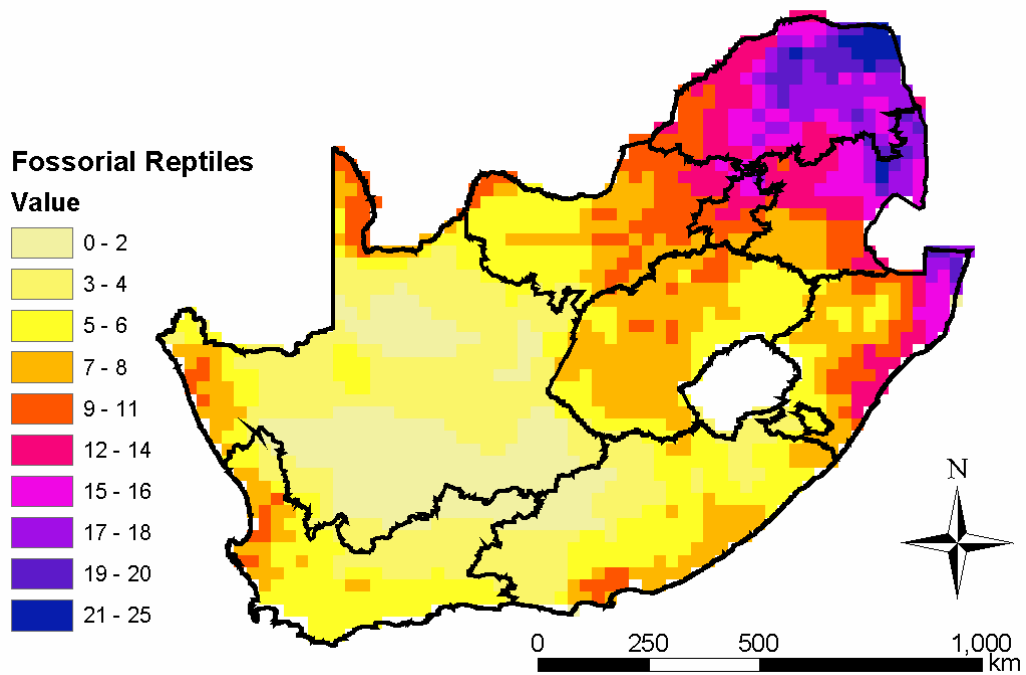 Fossorial Reptiles
Value
0 - 2
3 - 4
5 - 6
7 - 8
9 - 11
12 - 14
15 - 16
17 - 18
19 - 20
21 - 25
N
0 250 500 1,000
km